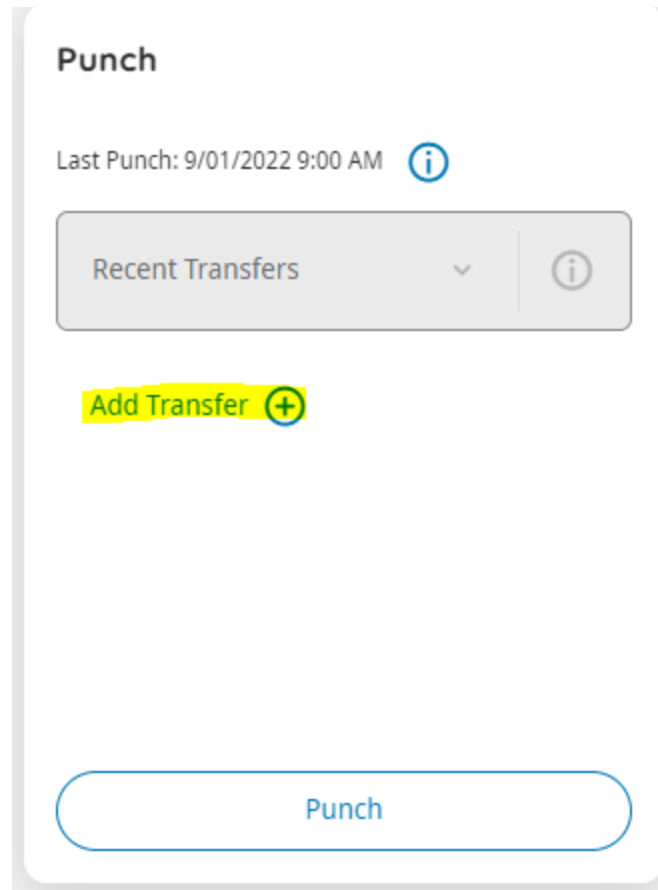 Punch
Last Punch: 9/01/2022 9:00 AM
Recent Transfers
Add Transfer
Punch